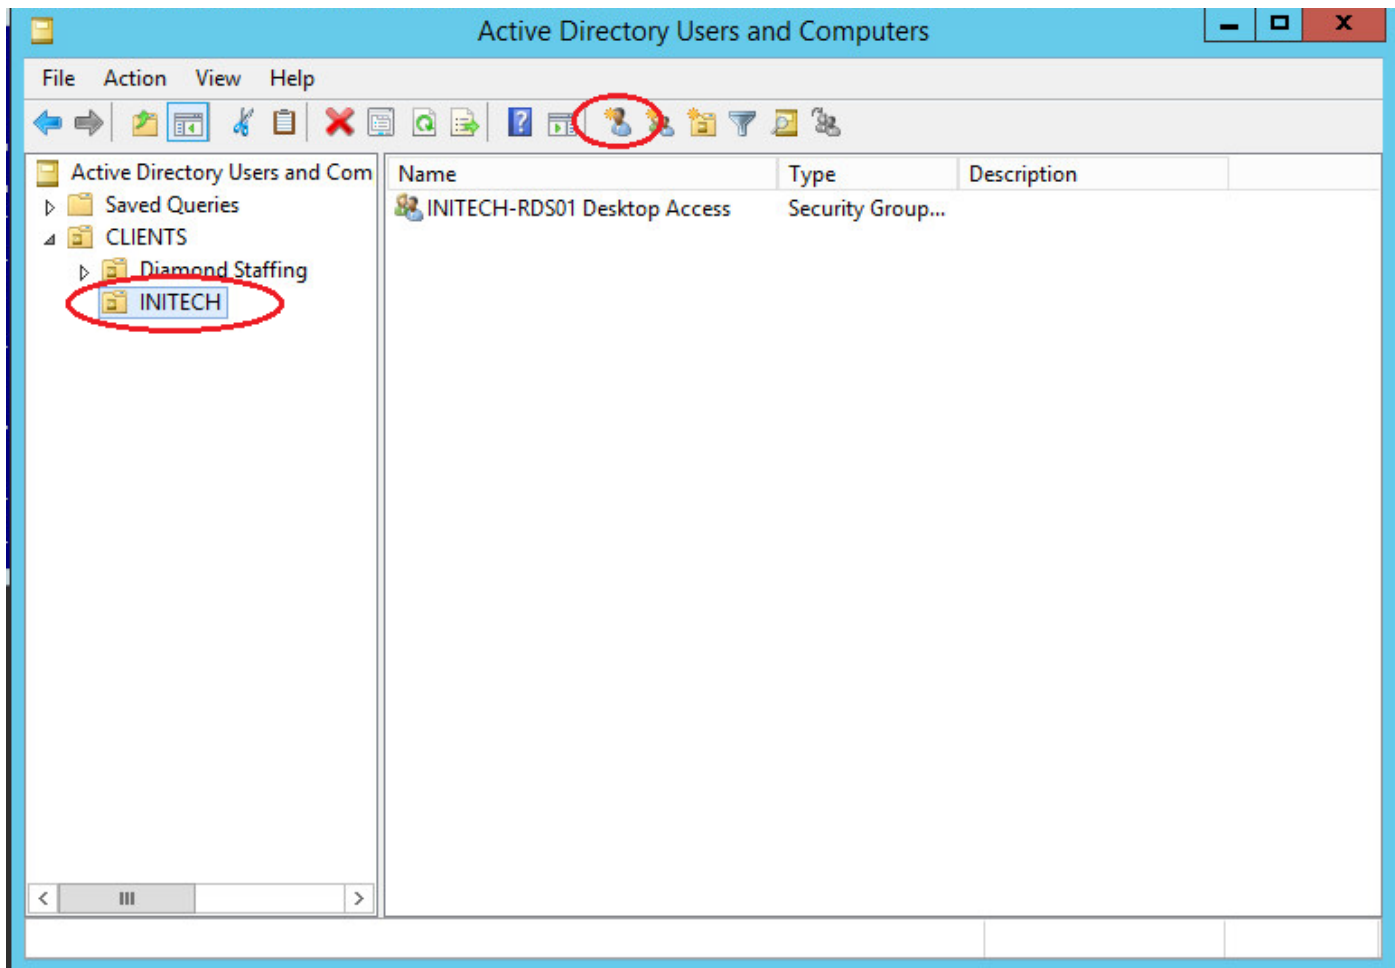 Active Directory Users and Computers
File Action View Help
Active Directory Users and Com
Name Type Description
Saved Queries
INITECH-RDS01 Desktop Access Security Group...
CLIENTS
Diamond Staffing
INITECH